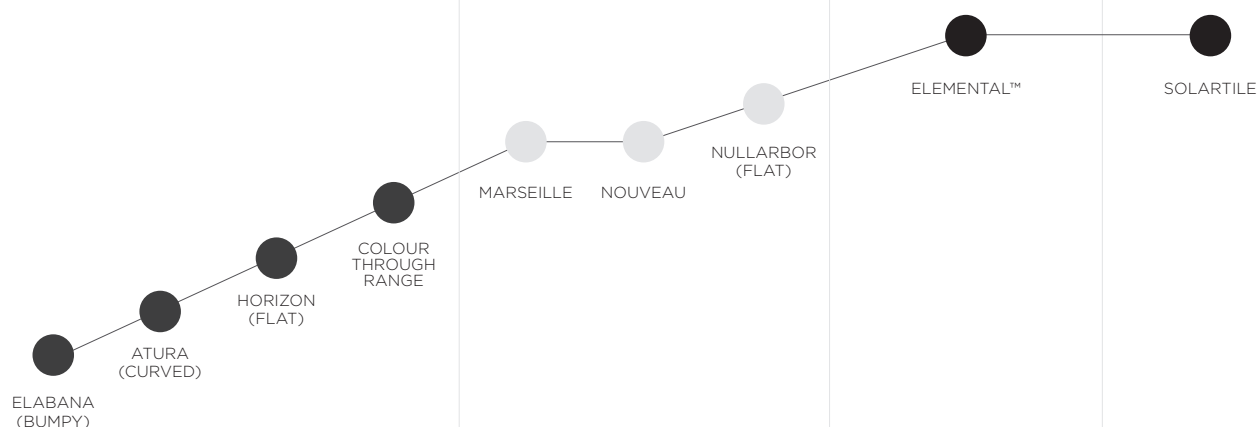 ELEMENTAL™
SOLARTILE
NULLARBOR
(FLAT)
MARSEILLE
NOUVEAU
COLOUR
THROUGH
RANGE
HORIZON
(FLAT)
ATURA
(CURVED)
ELABANA
(BUMPY)